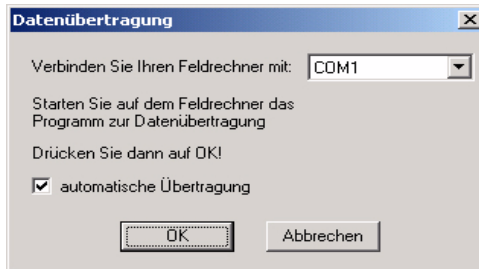 Datenübertragung
Verbinden Sie Ihren Feldrechner mit: COM1
Starten Sie auf dem Feldrechner das
Programm zur Datenübertragung
Drücken Sie dann auf OK!
automatische Übertragung
OK Abbrechen